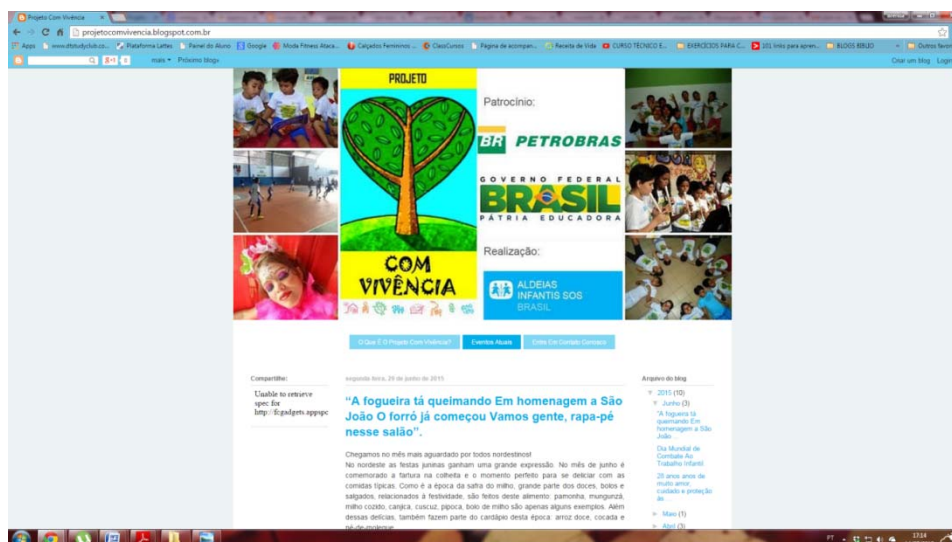 Projeto Com Vivência
projetocomvivencia.blogspot.com.br
Apps
Plataforma Lattes
Painel do Aluno
Google
Moda Fitness Ataca...
Calçados Femininos ...
ClassCursos
Página de acompan...
Receita de Vida
CURSO TÉCNICO E...
EXERCÍCIOS PARA C...
101 links para apren...
BLOGS BIBLIO
Outros favor
mais
Próximo blog»
Criar um blog
Login
PROJETO
COM
VIVÊNCIA
Patrocínio:
BR PETROBRAS
GOVERNO FEDERAL
BRASIL
PÁTRIA EDUCADORA
Realização:
ALDEIAS
INFANTIS SOS
BRASIL
O Que É O Projeto Com Vivência?
Eventos Atuais
Entre Em Contato Conosco
Compartilhe:
Unable to retrieve
spec for
http://fcgadgets.appspc
segunda-feira, 29 de junho de 2015
“A fogueira tá queimando Em homenagem a São
João O forró já começou Vamos gente, rapa-pé
nesse salão”.
Chegamos no mês mais aguardado por todos nordestinos!
No nordeste as festas juninas ganham uma grande expressão. No mês de junho é
comemorado a fartura na colheita e o momento perfeito para se deliciar com as
comidas típicas. Como é a época da safra do milho, grande parte dos doces, bolos e
salgados, relacionados à festividade, são feitos deste alimento: pamonha, mungunzá,
milho cozido, canjica, cuscuz, pipoca, bolo de milho são apenas alguns exemplos. Além
dessas delícias, também fazem parte do cardápio desta época: arroz doce, cocada e
pé-de-moleque
Arquivo do blog
▼ 2015 (10)
▼ Junho (3)
"A fogueira tá
queimando Em
homenagem a São
João ...
Dia Mundial de
Combate Ao
Trabalho Infantil
28 anos de
muito amor,
cuidado e proteção
às ...
► Maio (1)
► Abril (3)
PT
17:14